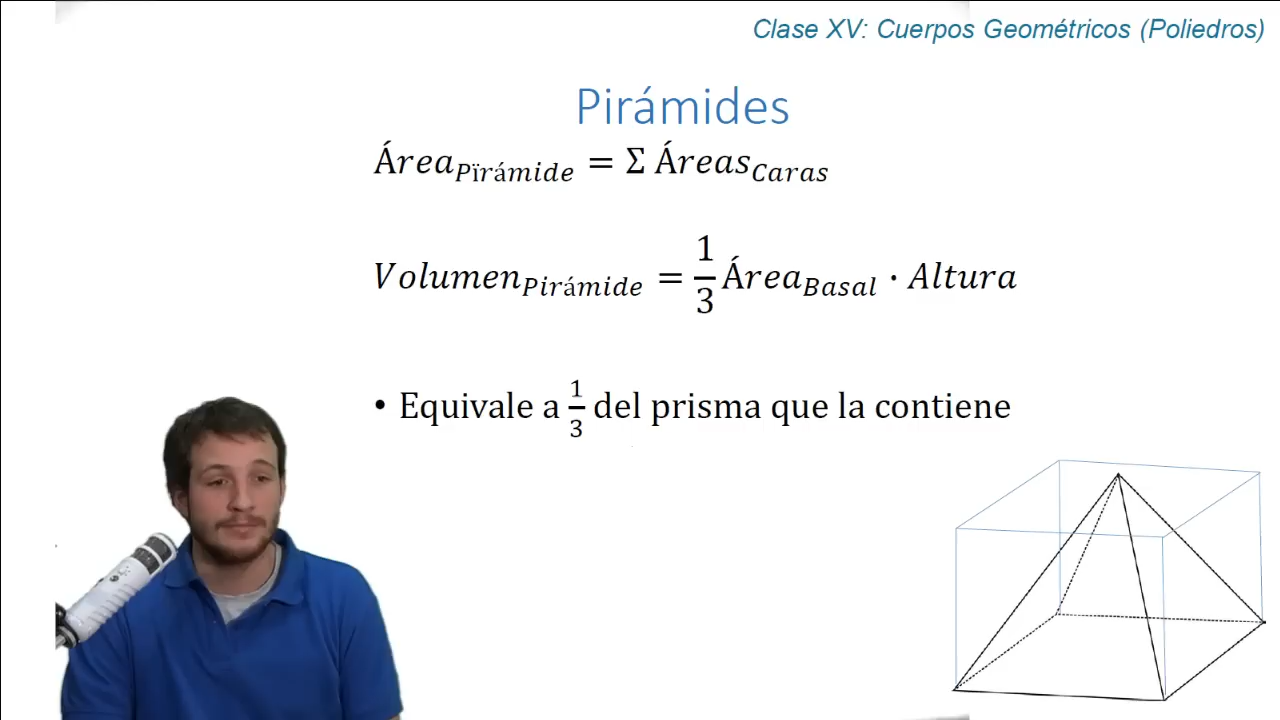 Clase XV: Cuerpos Geométricos (Poliedros)
Pirámides
Área_Pïrámide = Σ Áreas_Caras
Volumen_Pirámide = 1/3 Área_Basal · Altura
• Equivale a 1/3 del prisma que la contiene